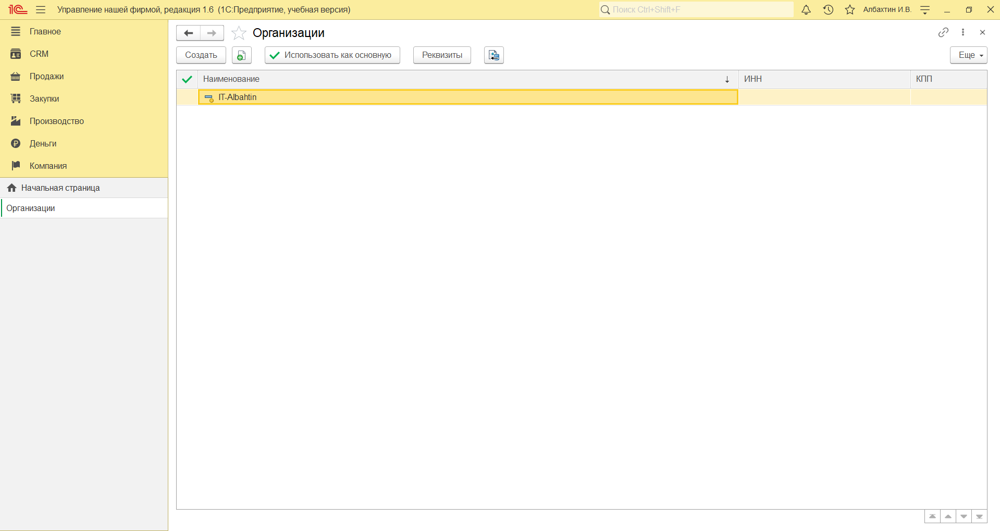 1С Управление нашей фирмой, редакция 1.6 (1С:Предприятие, учебная версия) Поиск Ctrl+Shift+F Албахтин И.В.
Главное
CRM
Продажи
Закупки
Производство
Деньги
Компания
Начальная страница
Организации
Организации
Создать Использовать как основную Реквизиты Еще
Наименование ИНН КПП
IT-Albahtin